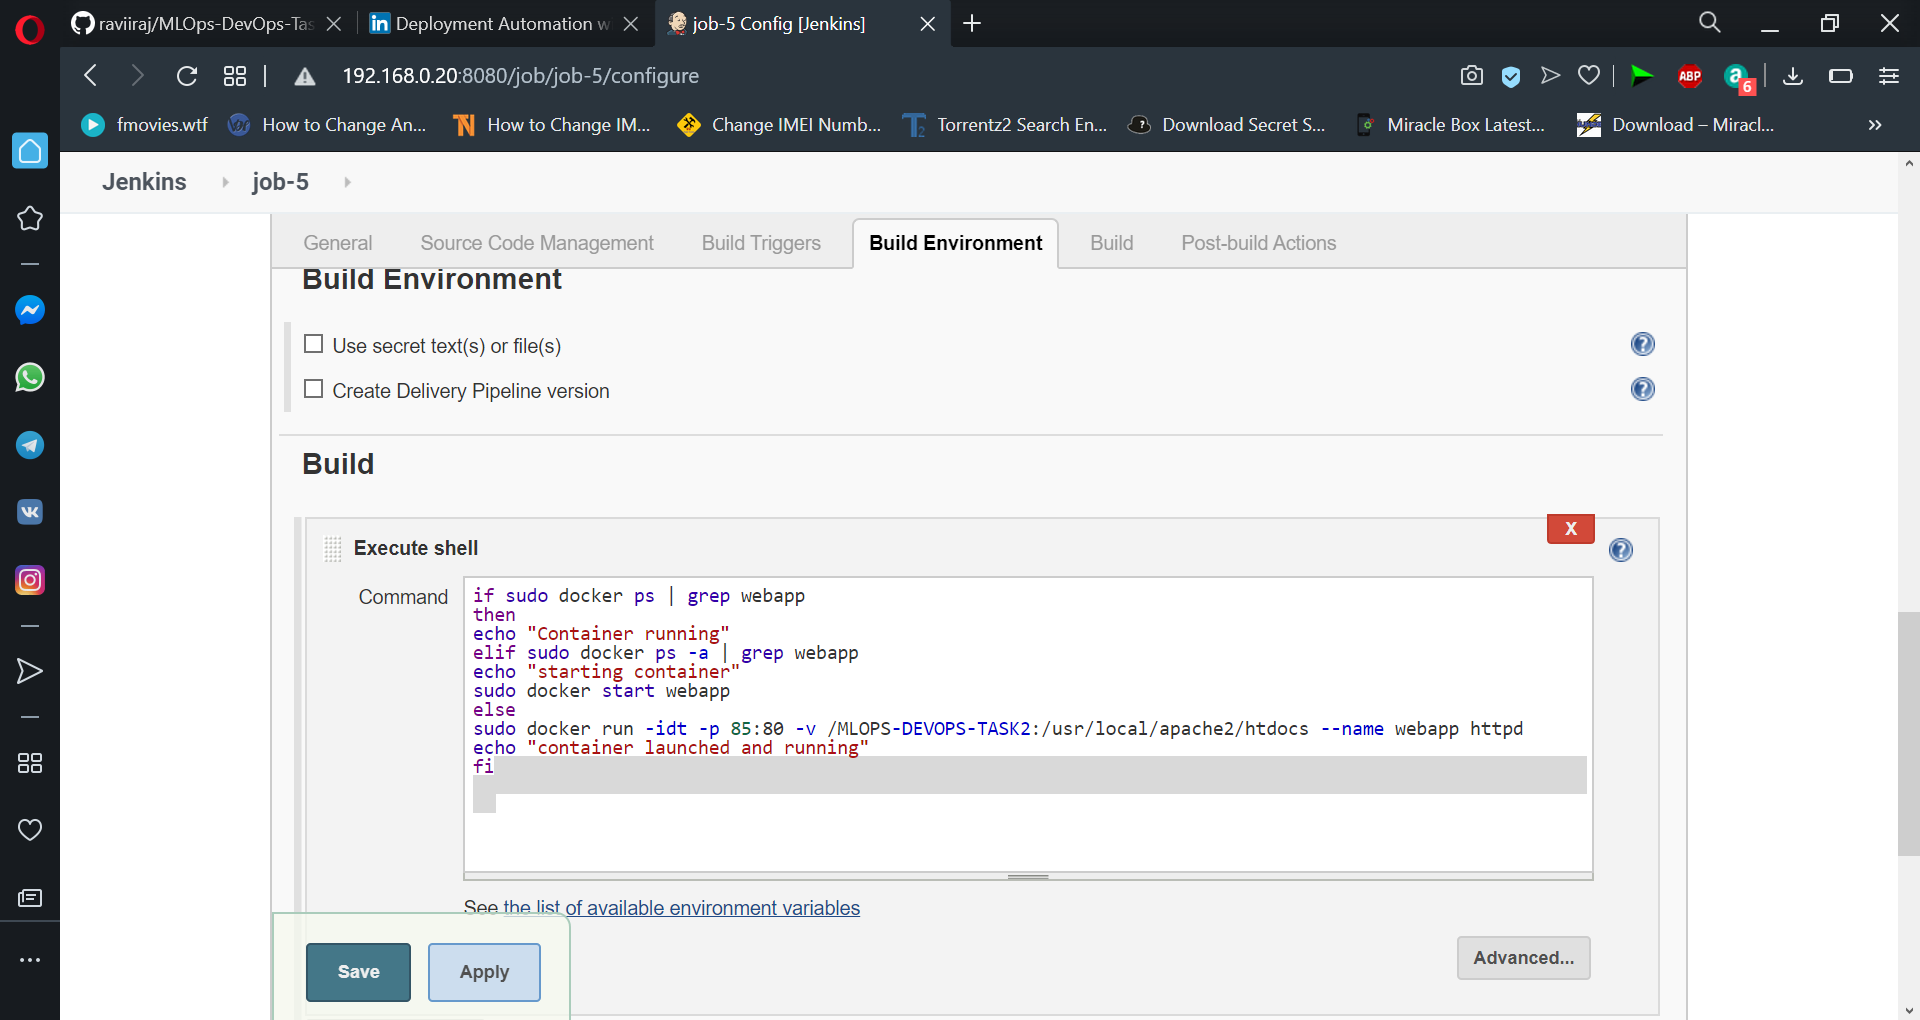 raviiraj/MLOps-DevOps-Tas
Deployment Automation w
job-5 Config [Jenkins]
192.168.0.20:8080/job/job-5/configure
ABP
a
6
fmovies.wtf
How to Change An...
How to Change IM...
Change IMEI Numb...
Torrentz2 Search En...
Download Secret S...
Miracle Box Latest...
Download – Miracl...
Jenkins
job-5
General
Source Code Management
Build Triggers
Build Environment
Build
Post-build Actions
Build Environment
Use secret text(s) or file(s)
Create Delivery Pipeline version
Build
X
Execute shell
Command
if sudo docker ps | grep webapp
then
echo "Container running"
elif sudo docker ps -a | grep webapp
echo "starting container"
sudo docker start webapp
else
sudo docker run -idt -p 85:80 -v /MLOPS-DEVOPS-TASK2:/usr/local/apache2/htdocs --name webapp httpd
echo "container launched and running"
fi
See the list of available environment variables
Save
Apply
Advanced...